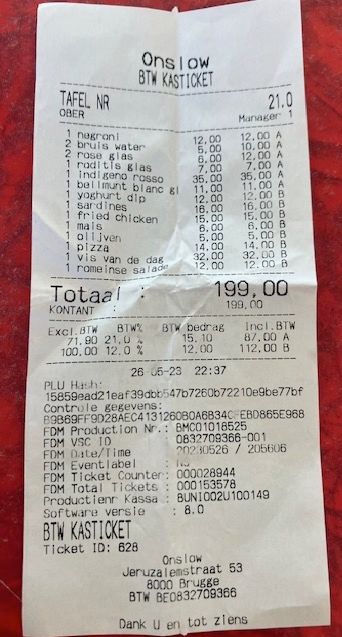 Onslow
BTW KASTICKET
TAFEL NR 21.0
OBER Manager 1
1 negroni 12,00 12,00 A
2 bruis water 5,00 10,00 A
2 rose glas 6,00 12,00 A
1 raditis glas 7,00 7,00 A
1 indigeno rosso 35,00 35,00 A
1 bellmunt blanc gl 11,00 11,00 A
1 yoghurt dip 12,00 12,00 B
1 sardines 16,00 16,00 B
1 fried chicken 15,00 15,00 B
1 mais 6,00 6,00 B
1 olijven 5,00 5,00 B
1 pizza 14,00 14,00 B
1 vis van de dag 32,00 32,00 B
1 romeinse salade 12,00 12,00 B
Totaal : 199,00
KONTANT : 199,00
Excl.BTW BTW% BTW bedrag Incl.BTW
71,90 21,0 % 15,10 87,00 A
100,00 12,0 % 12,00 112,00 B
26-05-23 22:37
PLU Hash:
15859ead21eaf39dbb547b7260b72210e9be77bf
Controle gegevens:
FDM Production Nr.: BMC01018525
FDM VSC ID : 0832709366-001
FDM Date/Time : 20230526 / 205606
FDM Eventlabel : NS
FDM Ticket Counter: 000028944
FDM Total Tickets : 000153578
Productienr Kassa : BUNI002U100149
Software versie : 8.0
BTW KASTICKET
Ticket ID: 628
Onslow
Jeruzalemstraat 53
8000 Brugge
BTW BE0832709366
Dank U en tot ziens